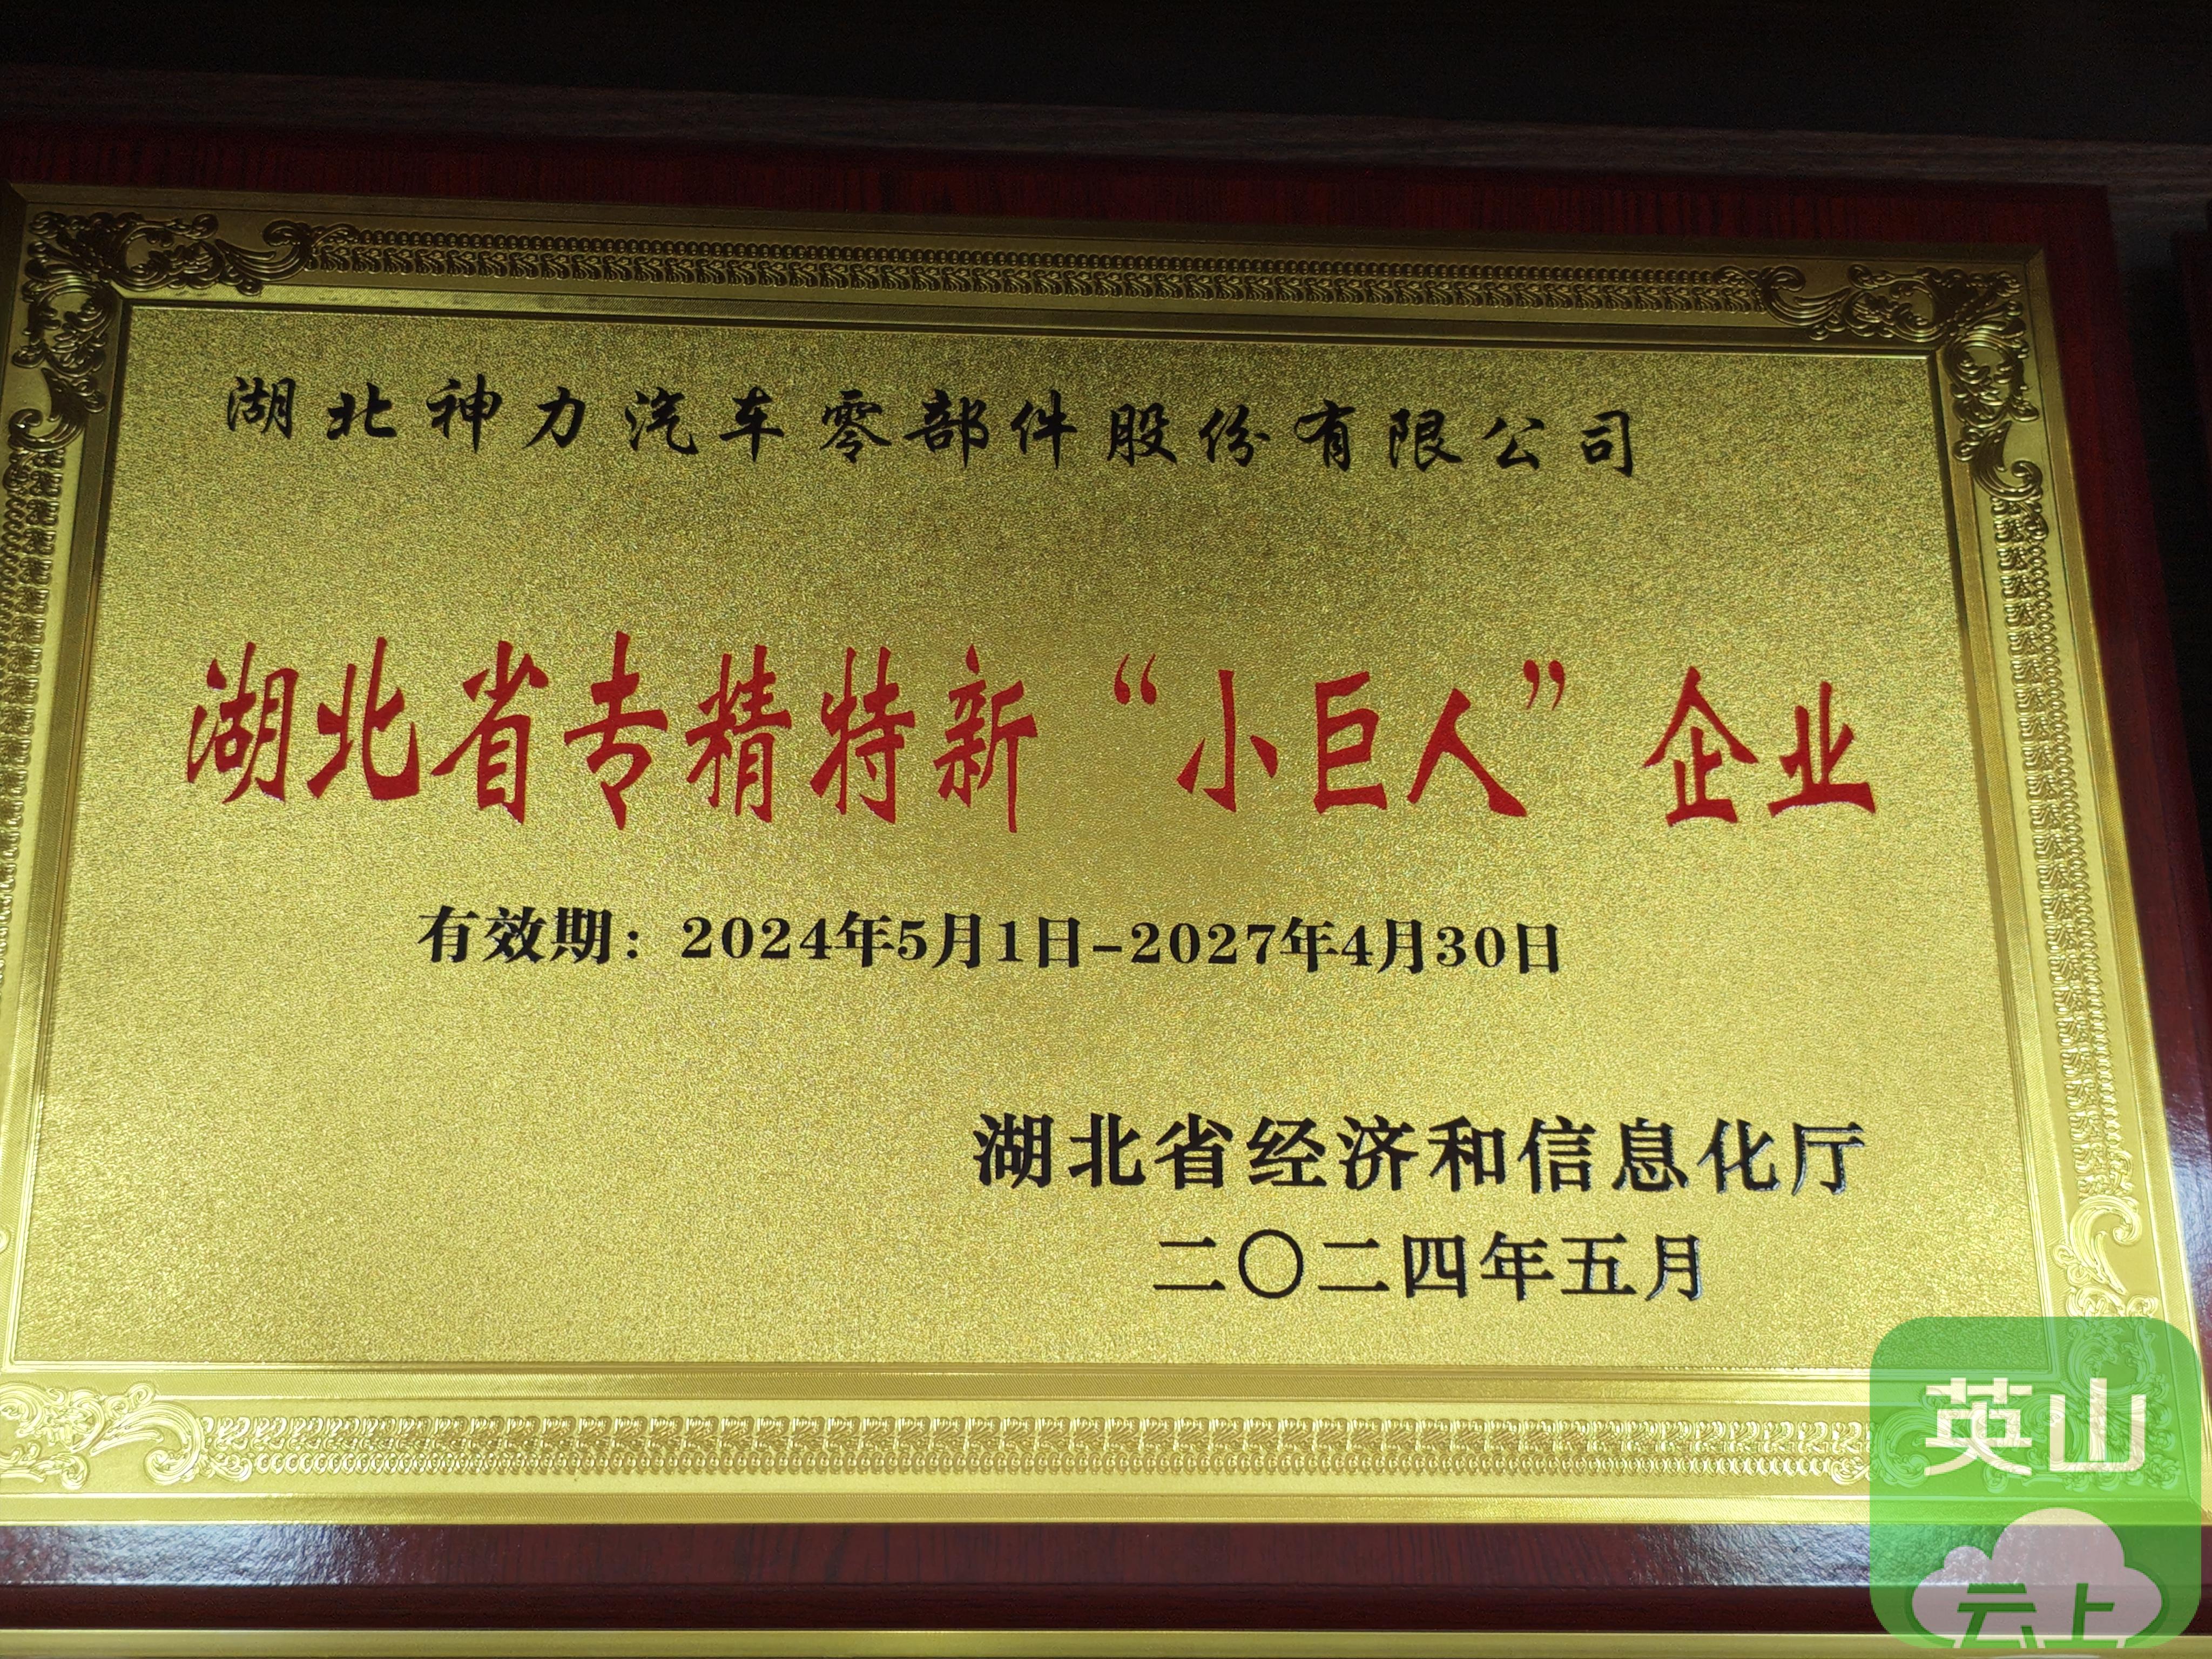 湖北神力汽车零部件股份有限公司
湖北省专精特新“小巨人”企业
有效期：2024年5月1日-2027年4月30日
湖北省经济和信息化厅
二〇二四年五月
英山
云上